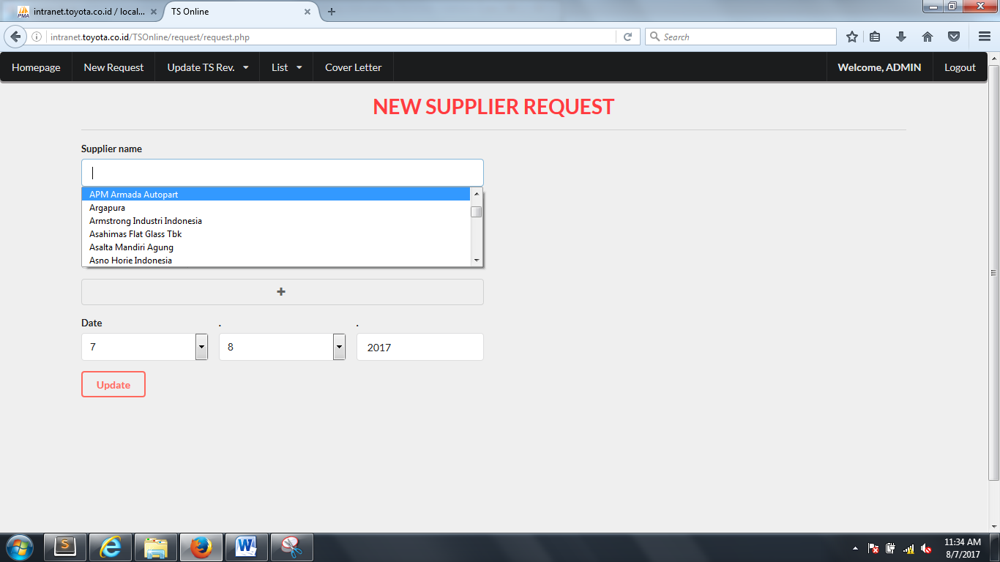 intranet.toyota.co.id / local...
TS Online
intranet.toyota.co.id/TSOnline/request/request.php
Search
Homepage
New Request
Update TS Rev.
List
Cover Letter
Welcome, ADMIN
Logout
NEW SUPPLIER REQUEST
Supplier name
APM Armada Autopart
Argapura
Armstrong Industri Indonesia
Asahimas Flat Glass Tbk
Asalta Mandiri Agung
Asno Horie Indonesia
Date . .
7 8 2017
Update
11:34 AM
8/7/2017